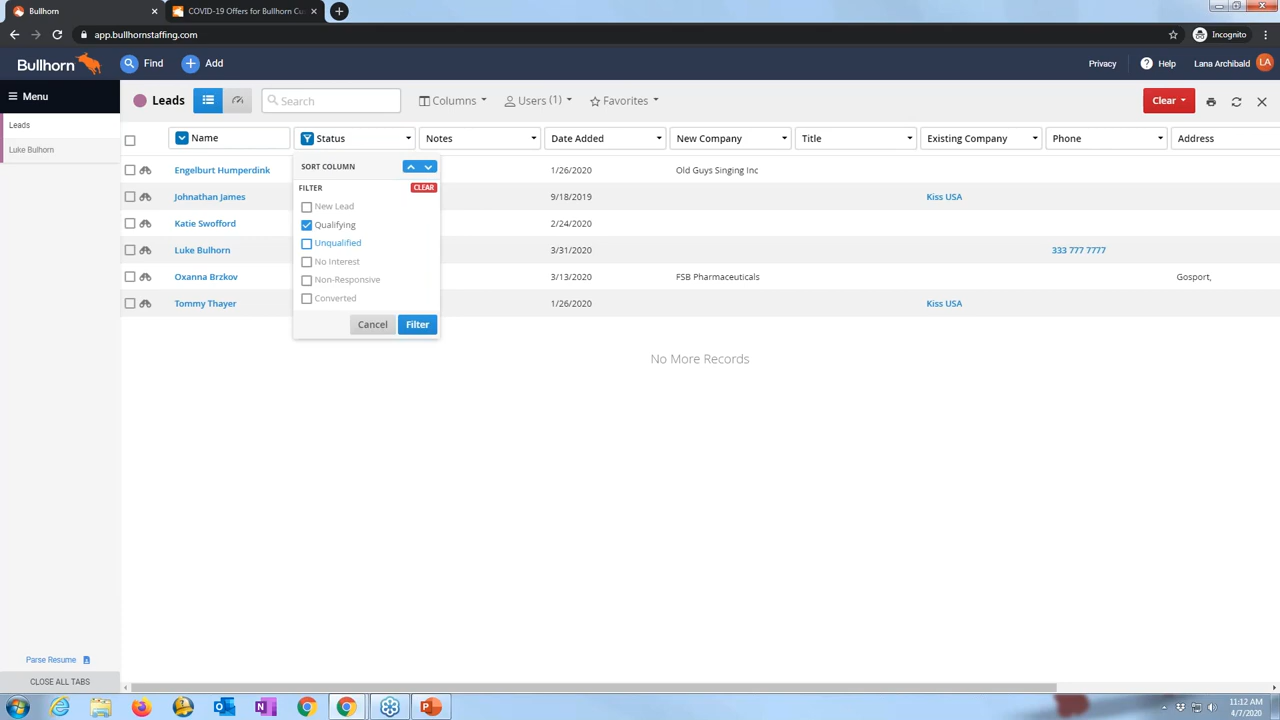 Bullhorn
COVID-19 Offers for Bullhorn Cu
app.bullhornstaffing.com
Incognito
Bullhorn
Find
Add
Privacy
Help
Lana Archibald
LA
Menu
Leads
Luke Bulhorn
Leads
Search
Columns
Users (1)
Favorites
Clear
Name
Status
Notes
Date Added
New Company
Title
Existing Company
Phone
Address
Engelburt Humperdink 1/26/2020 Old Guys Singing Inc
Johnathan James 9/18/2019 Kiss USA
Katie Swofford 2/24/2020
Luke Bulhorn 3/31/2020 333 777 7777
Oxanna Brzkov 3/13/2020 FSB Pharmaceuticals Gosport,
Tommy Thayer 1/26/2020 Kiss USA
SORT COLUMN
FILTER CLEAR
New Lead
Qualifying
Unqualified
No Interest
Non-Responsive
Converted
Cancel Filter
No More Records
Parse Resume
CLOSE ALL TABS
11:12 AM
4/7/2020